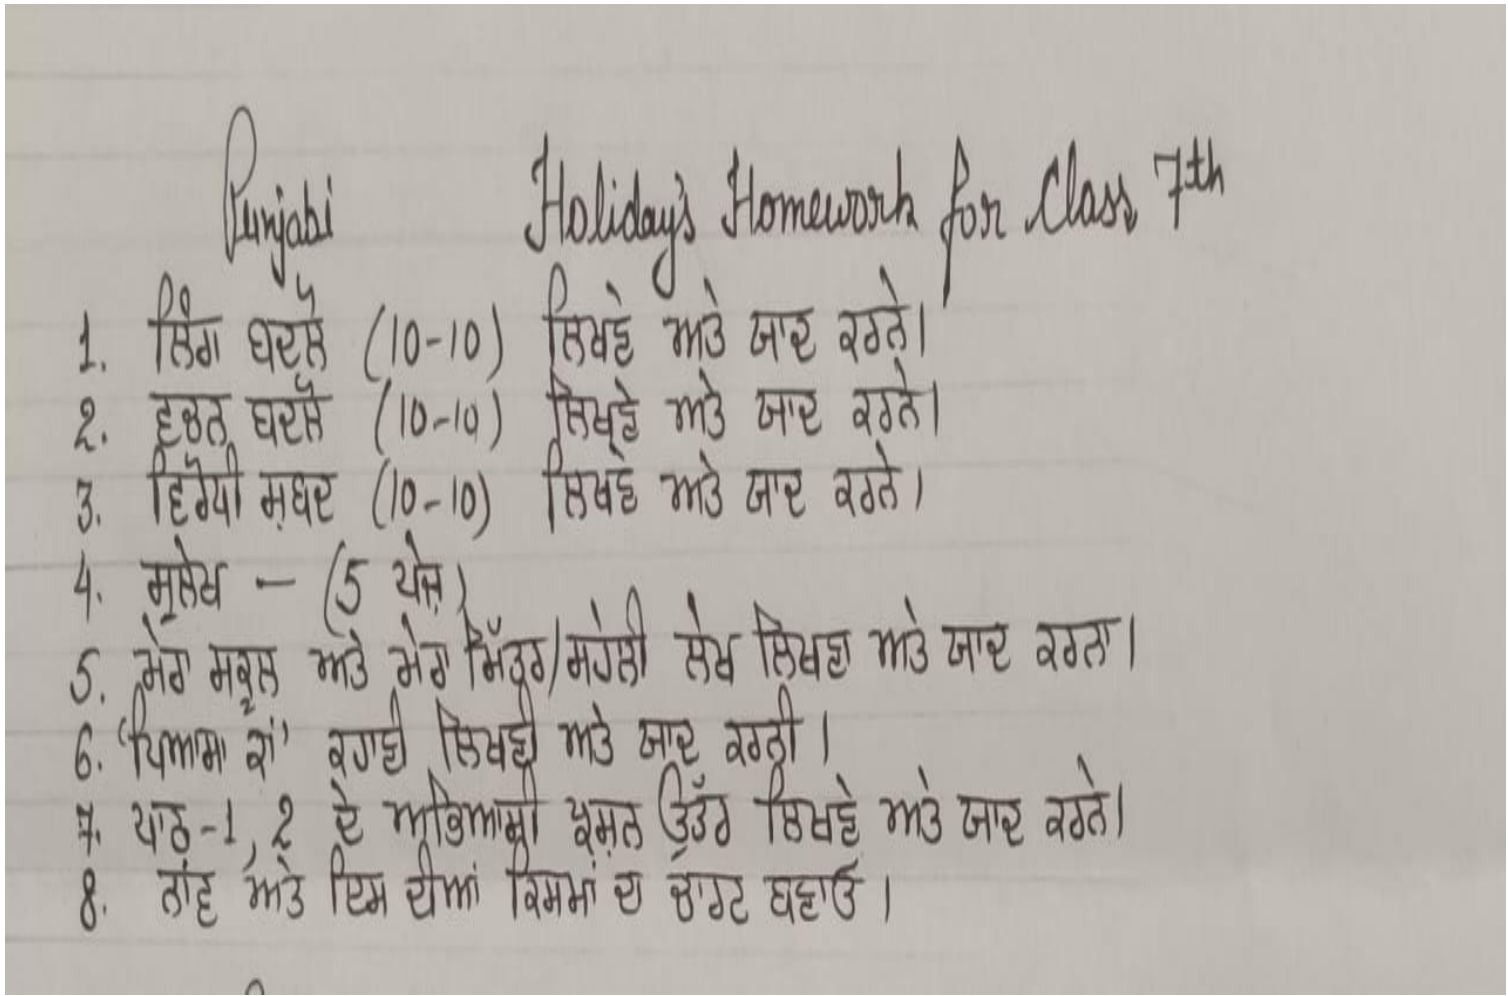 Punjabi Holiday's Homework for Class 7th
1. ਲਿੰਗ ਬਦਲੋ (10-10) ਲਿਖਣੇ ਅਤੇ ਯਾਦ ਕਰਨੇ।
2. ਵਚਨ ਬਦਲੋ (10-10) ਲਿਖਣੇ ਅਤੇ ਯਾਦ ਕਰਨੇ।
3. ਵਿਰੋਧੀ ਸ਼ਬਦ (10-10) ਲਿਖਣੇ ਅਤੇ ਯਾਦ ਕਰਨੇ।
4. ਸੁਲੇਖ - (5 ਪੇਜ਼)
5. ਮੇਰਾ ਸਕੂਲ ਅਤੇ ਮੇਰਾ ਮਿੱਤਰ/ਸਹੇਲੀ ਲੇਖ ਲਿਖਣਾ ਅਤੇ ਯਾਦ ਕਰਨਾ।
6. 'ਪਿਆਸਾ ਕਾਂ' ਕਹਾਣੀ ਲਿਖਣੀ ਅਤੇ ਯਾਦ ਕਰਨੀ।
7. ਪਾਠ-1, 2 ਦੇ ਅਭਿਆਸੀ ਪ੍ਰਸ਼ਨ ਉੱਤਰ ਲਿਖਣੇ ਅਤੇ ਯਾਦ ਕਰਨੇ।
8. ਨਾਂਵ ਅਤੇ ਇਸ ਦੀਆਂ ਕਿਸਮਾਂ ਦਾ ਚਾਰਟ ਬਣਾਓ।